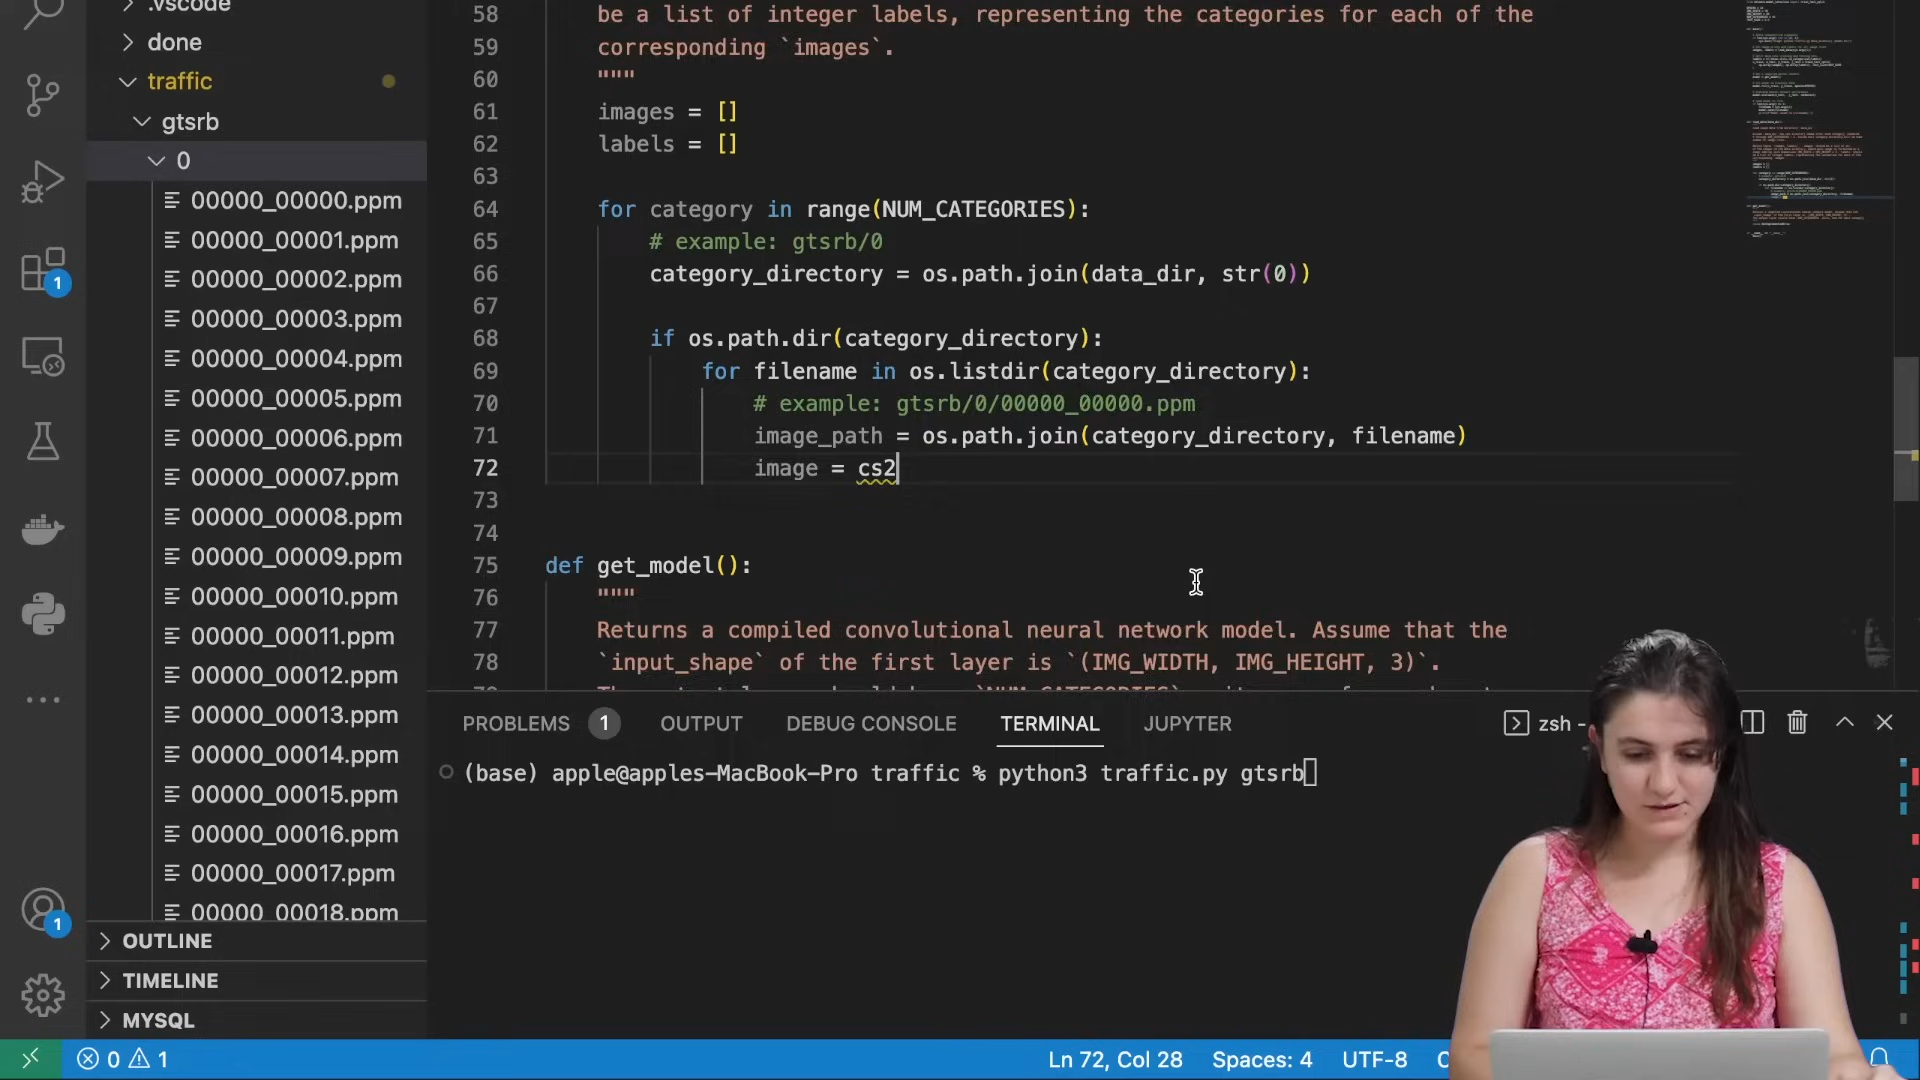 .vscode
done
traffic
gtsrb
0
00000_00000.ppm
00000_00001.ppm
00000_00002.ppm
00000_00003.ppm
00000_00004.ppm
00000_00005.ppm
00000_00006.ppm
00000_00007.ppm
00000_00008.ppm
00000_00009.ppm
00000_00010.ppm
00000_00011.ppm
00000_00012.ppm
00000_00013.ppm
00000_00014.ppm
00000_00015.ppm
00000_00016.ppm
00000_00017.ppm
00000_00018.ppm
OUTLINE
TIMELINE
MYSQL
1
1
58 be a list of integer labels, representing the categories for each of the
59 corresponding `images`.
60 """
61 images = []
62 labels = []
63
64 for category in range(NUM_CATEGORIES):
65 # example: gtsrb/0
66 category_directory = os.path.join(data_dir, str(0))
67
68 if os.path.dir(category_directory):
69 for filename in os.listdir(category_directory):
70 # example: gtsrb/0/00000_00000.ppm
71 image_path = os.path.join(category_directory, filename)
72 image = cs2
73
74
75 def get_model():
76 """
77 Returns a compiled convolutional neural network model. Assume that the
78 `input_shape` of the first layer is `(IMG_WIDTH, IMG_HEIGHT, 3)`.
PROBLEMS 1 OUTPUT DEBUG CONSOLE TERMINAL JUPYTER zsh -
(base) apple@apples-MacBook-Pro traffic % python3 traffic.py gtsrb
0 1 Ln 72, Col 28 Spaces: 4 UTF-8